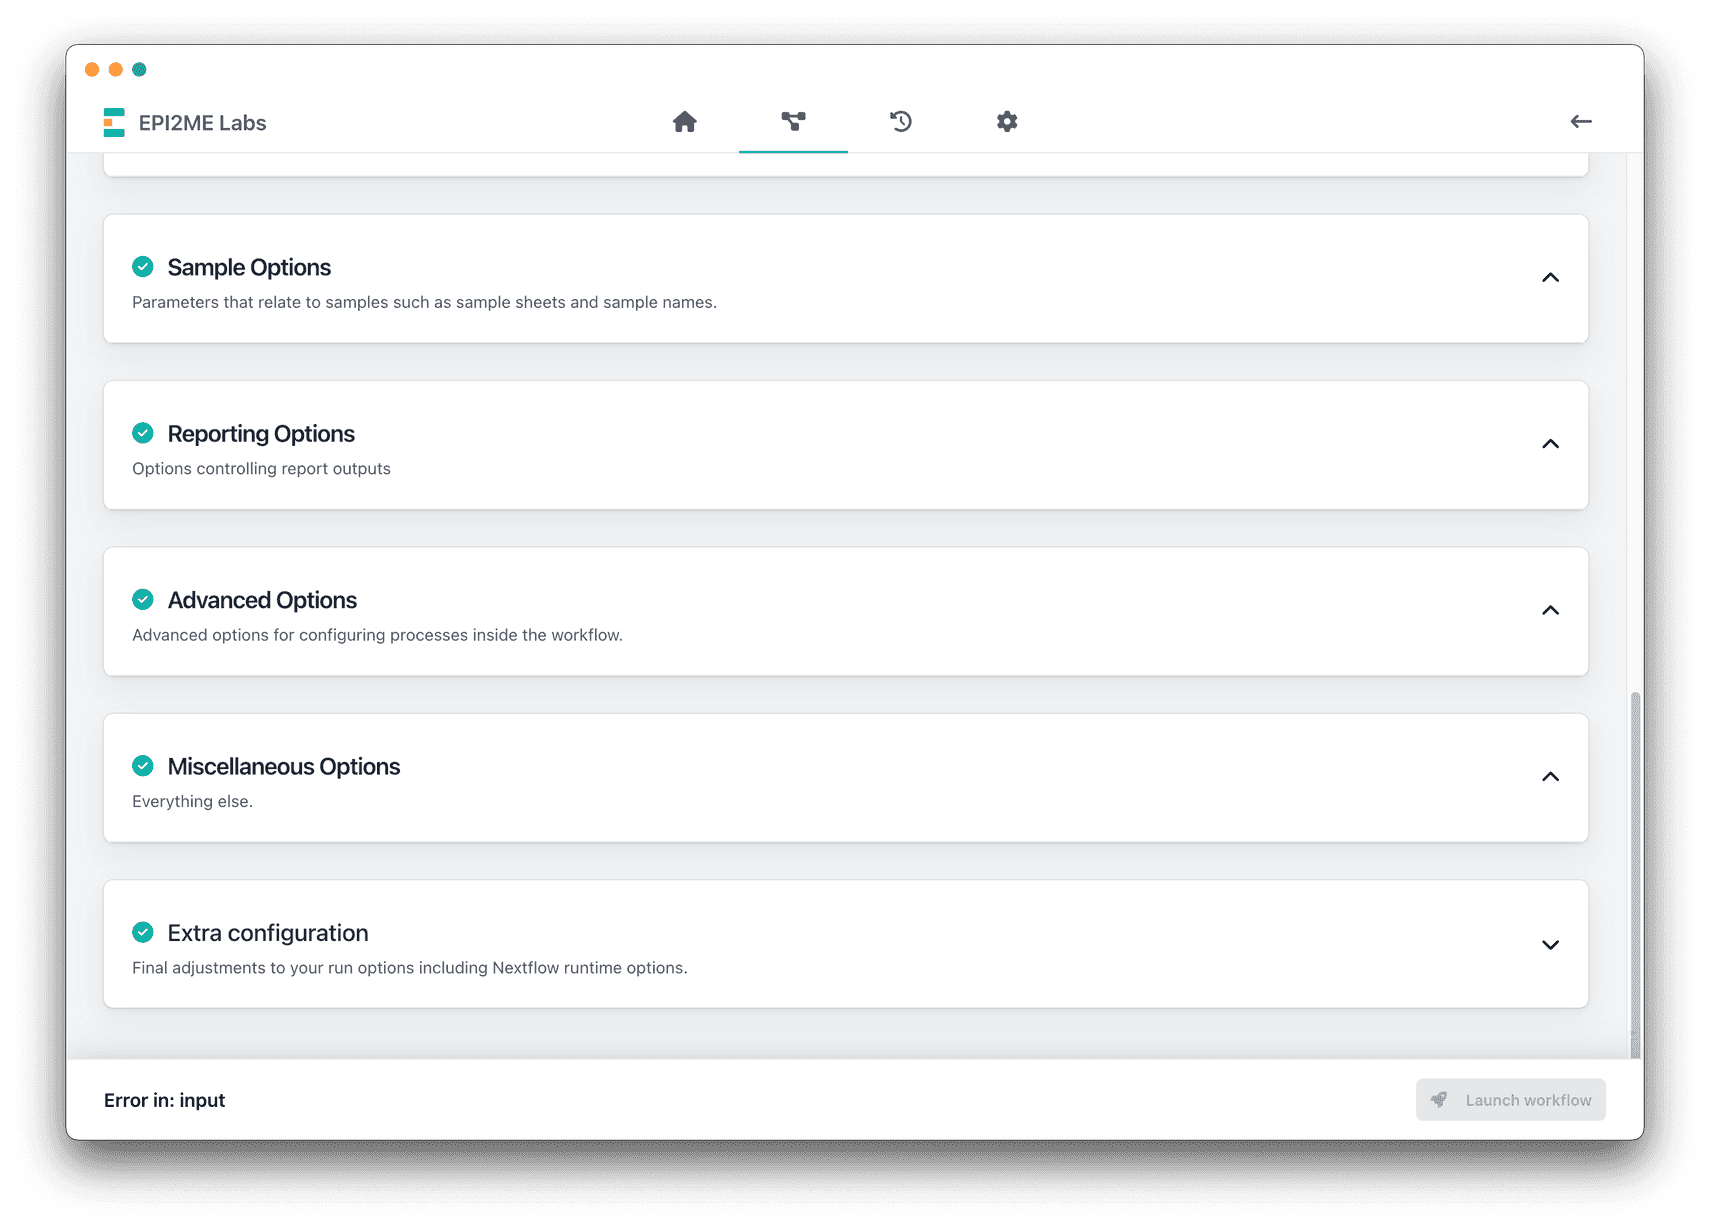 EPI2ME Labs
Sample Options
Parameters that relate to samples such as sample sheets and sample names.
Reporting Options
Options controlling report outputs
Advanced Options
Advanced options for configuring processes inside the workflow.
Miscellaneous Options
Everything else.
Extra configuration
Final adjustments to your run options including Nextflow runtime options.
Error in: input
Launch workflow